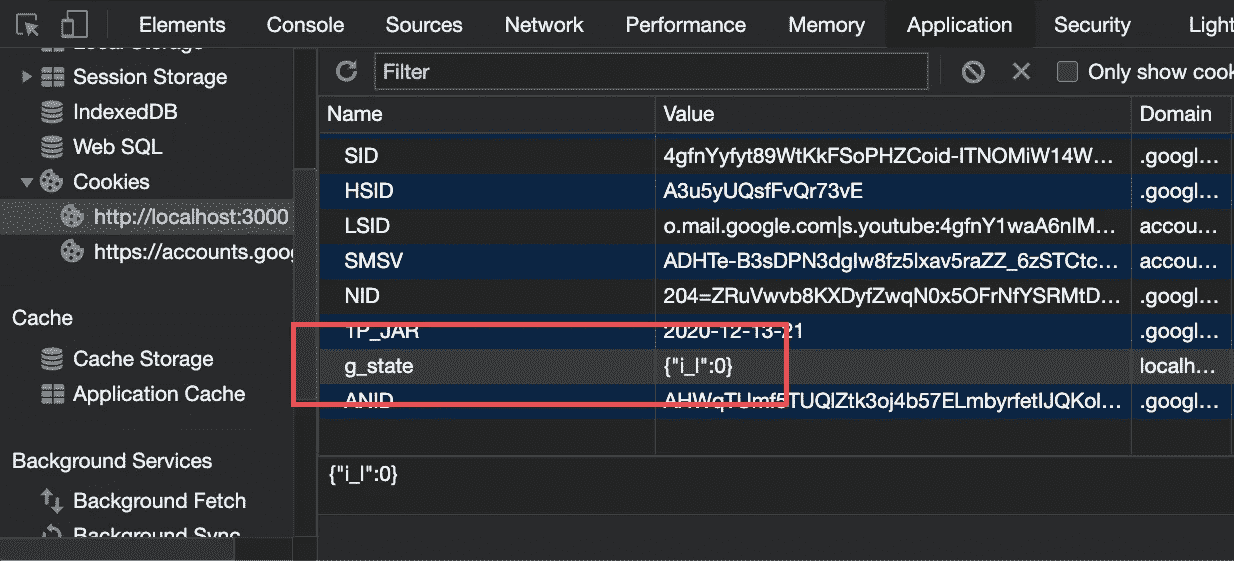 Elements Console Sources Network Performance Memory Application Security Light
Local Storage
Session Storage
IndexedDB
Web SQL
Cookies
http://localhost:3000
https://accounts.goog
Cache
Cache Storage
Application Cache
Background Services
Background Fetch
Background Sync
Filter Only show cook
Name Value Domain
SID 4gfnYyfyt89WtKkFSoPHZCoid-ITNOMiW14W... .googl...
HSID A3u5yUQsfFvQr73vE .googl...
LSID o.mail.google.com|s.youtube:4gfnY1waA6nIM... accou...
SMSV ADHTe-B3sDPN3dgIw8fz5lxav5raZZ_6zSTCtc... accou...
NID 204=ZRuVwvb8KXDyfZwqN0x5OFrNfYSRMtD... .googl...
1P_JAR 2020-12-13-21 .googl...
g_state {"i_l":0} localh...
ANID AHWqTUmf5TUQlZtk3oj4b57ELmbyrfetIJQKol... .googl...
{"i_l":0}